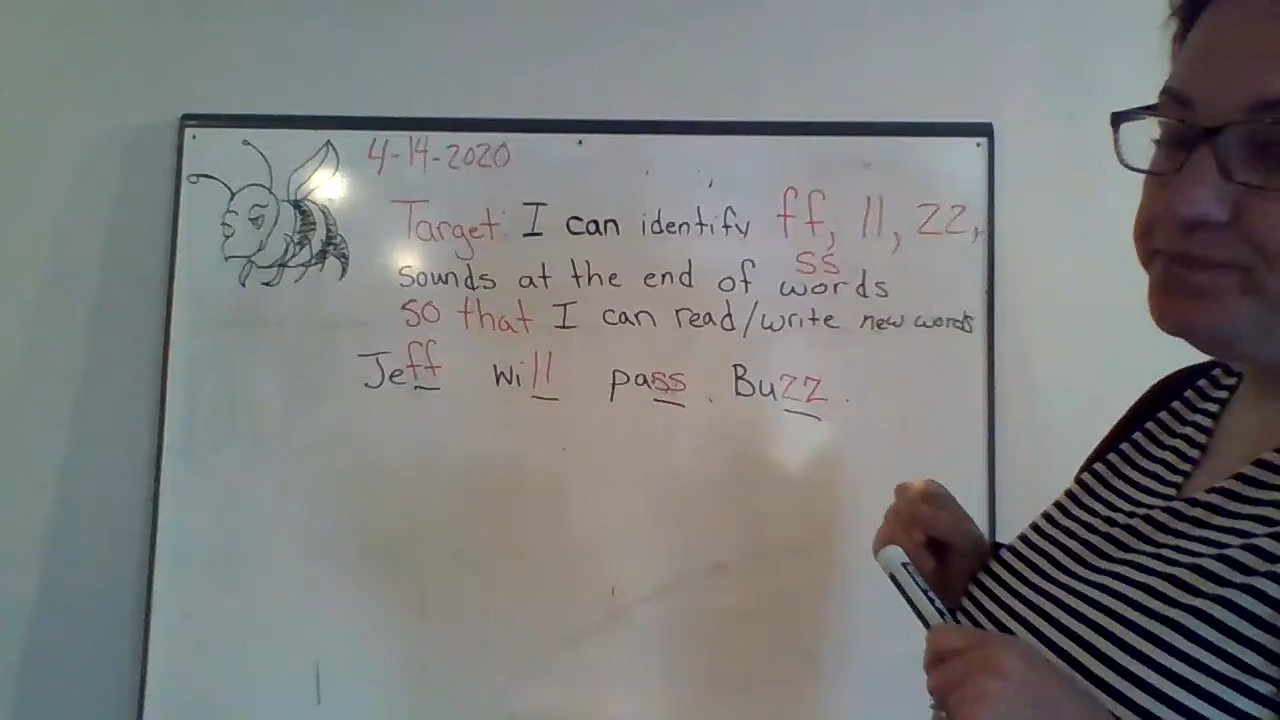 4-14-2020
Target: I can identify ff, ll, zz,
ss
sounds at the end of words
so that I can read/write new words
Jeff will pass. Buzz.